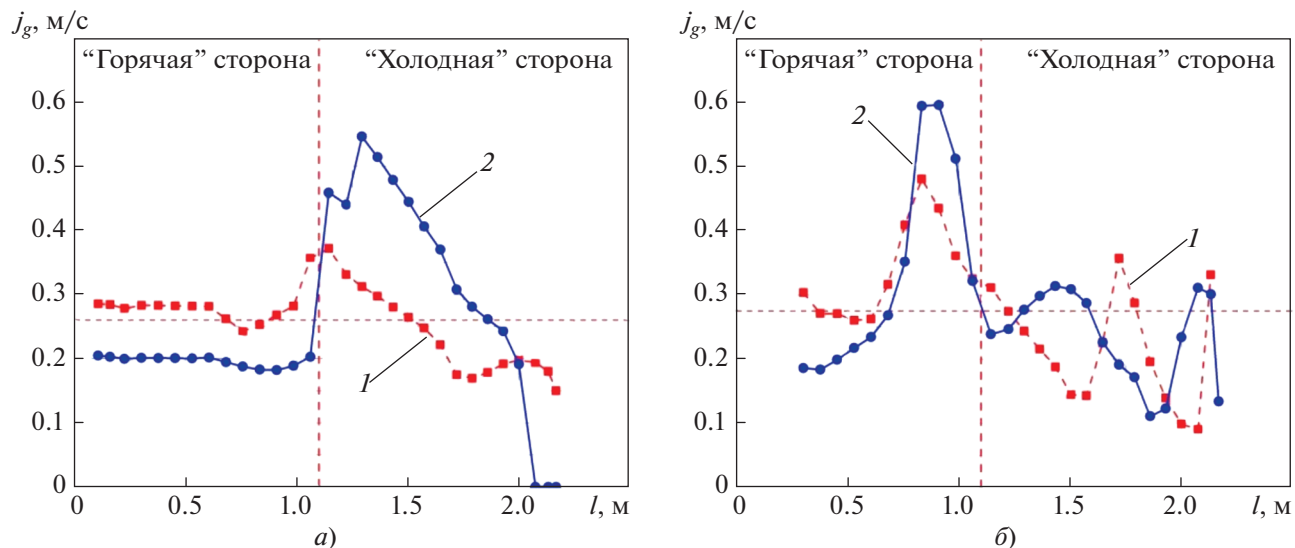 j_g, м/с
“Горячая” сторона “Холодная” сторона
0.6
0.5
0.4
0.3
0.2
0.1
0
2
1
0 0.5 1.0 1.5 2.0 l, м
а)
j_g, м/с
“Горячая” сторона “Холодная” сторона
0.6
0.5
0.4
0.3
0.2
0.1
0
2
1
0 0.5 1.0 1.5 2.0 l, м
б)